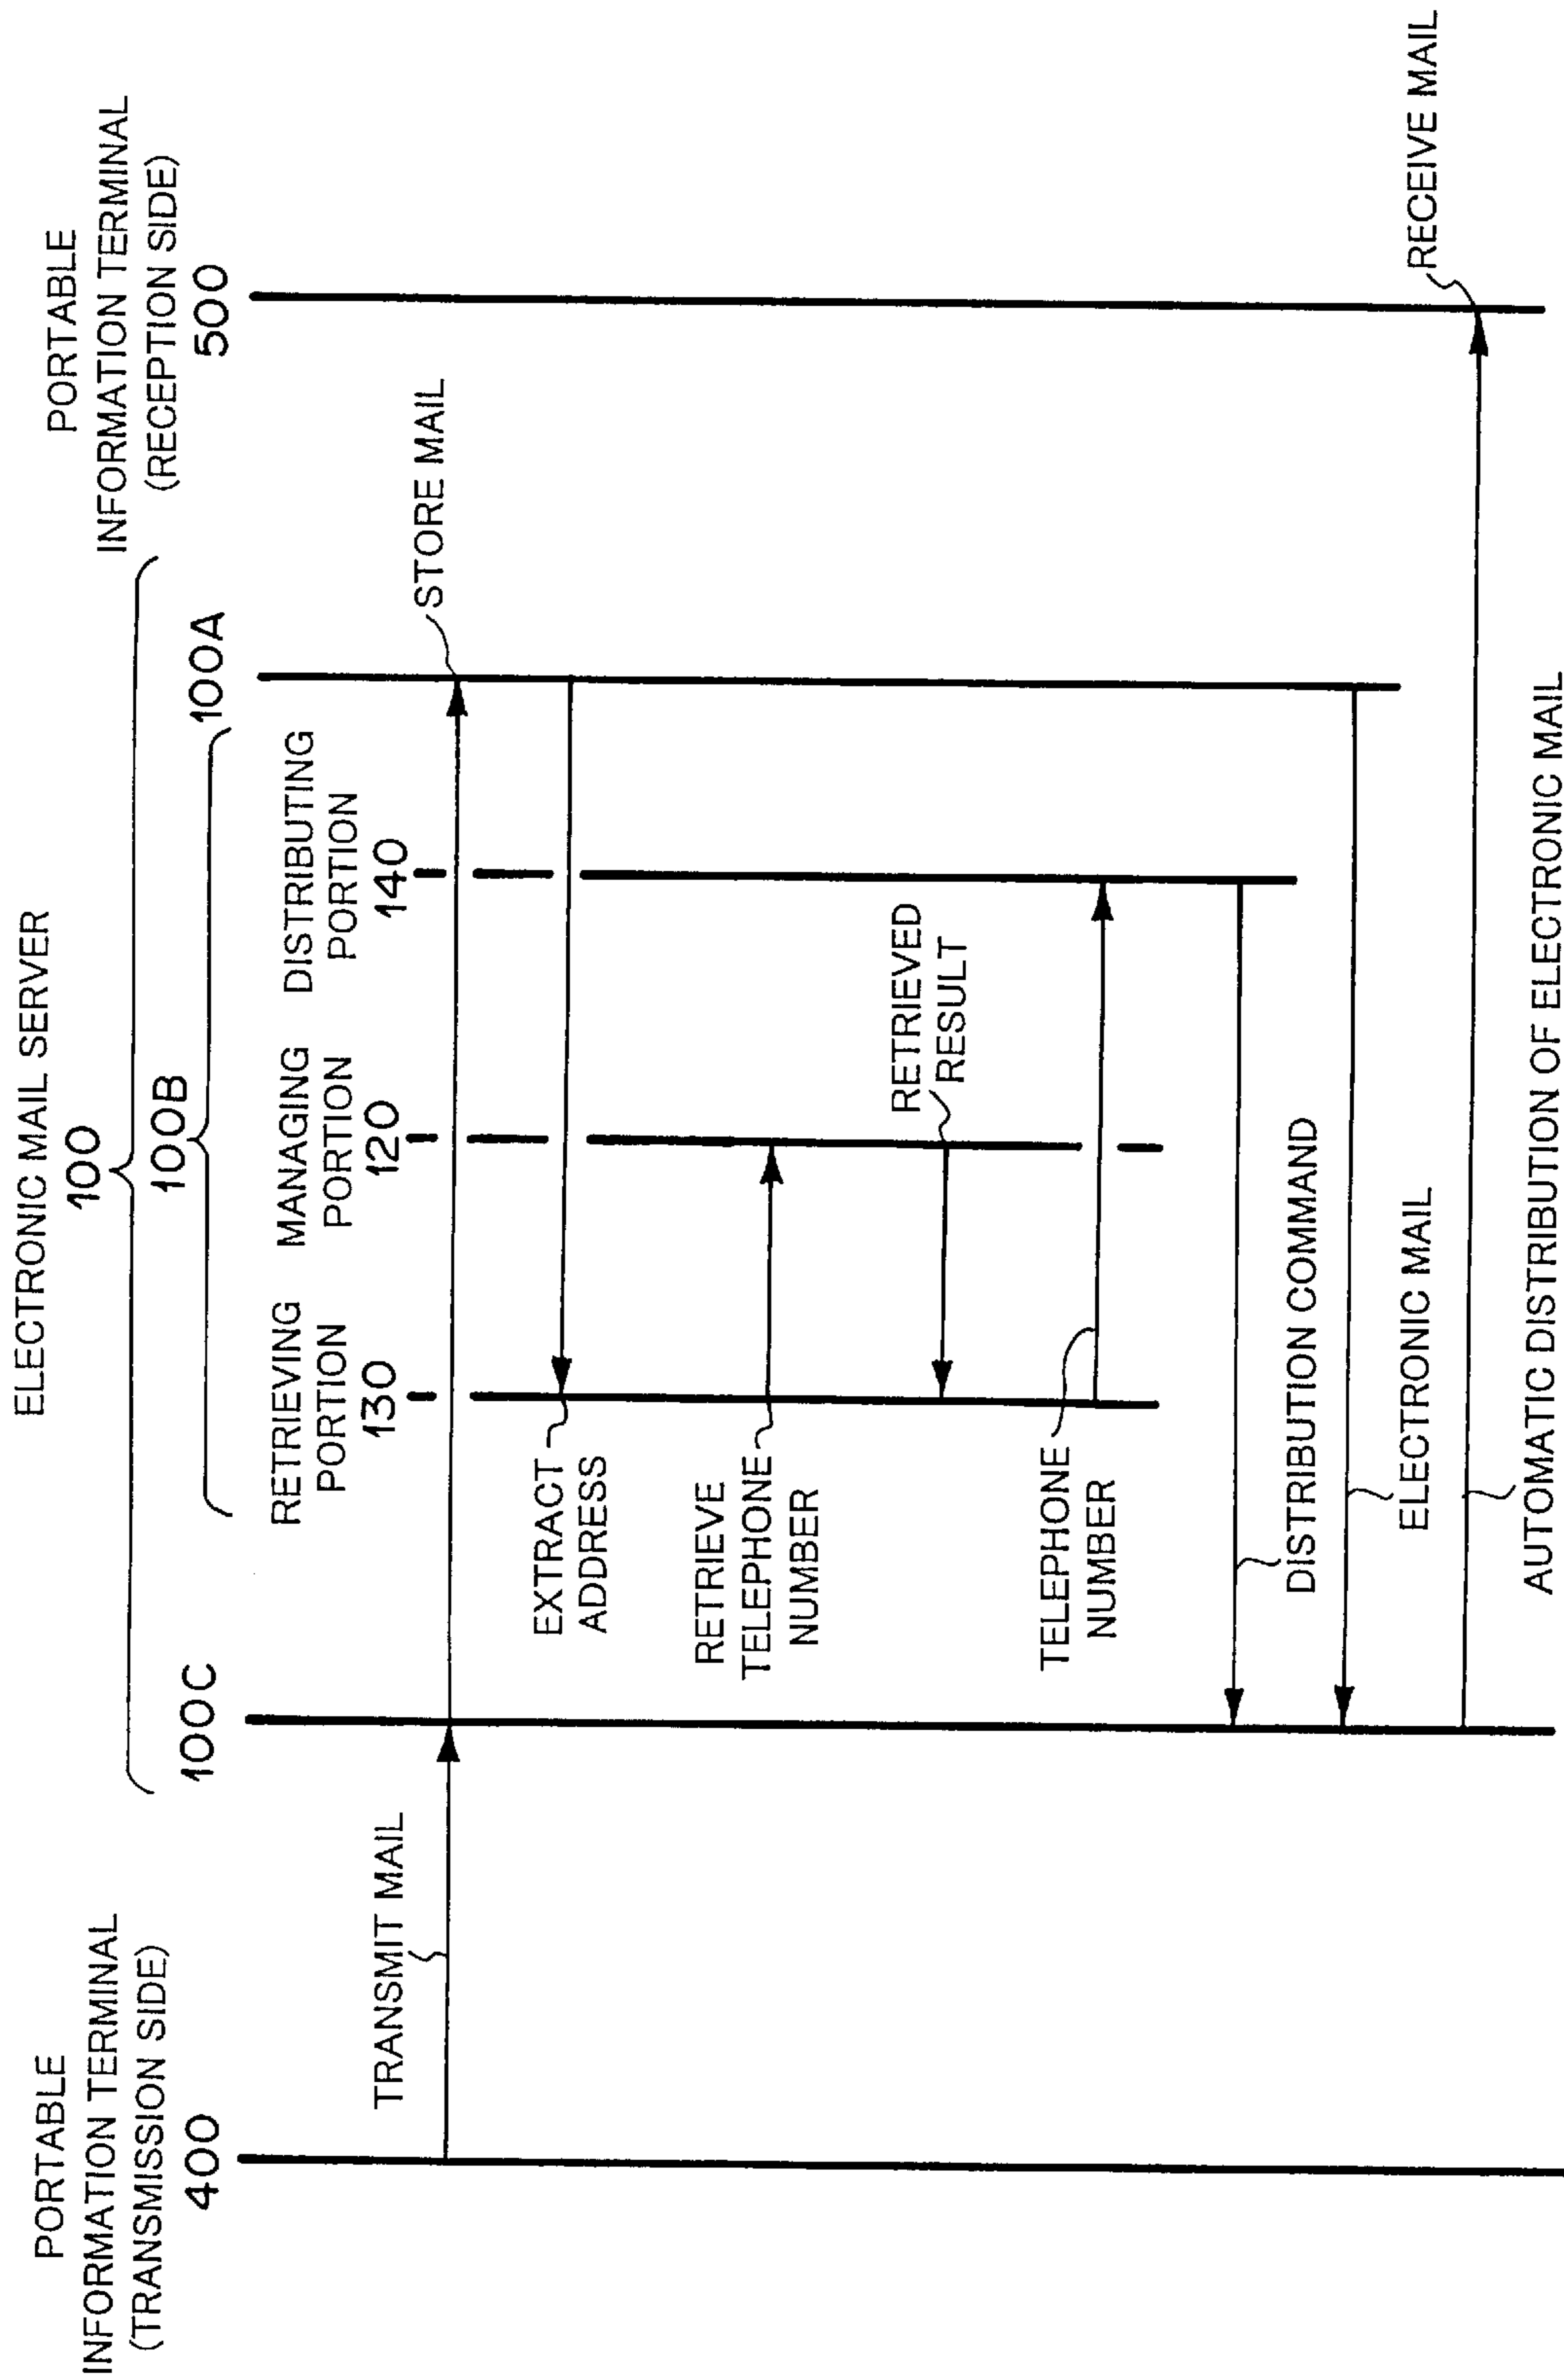 PORTABLE
INFORMATION TERMINAL
(TRANSMISSION SIDE)
400
ELECTRONIC MAIL SERVER
100
100C
100B
RETRIEVING
PORTION
130
MANAGING
PORTION
120
DISTRIBUTING
PORTION
140
100A
PORTABLE
INFORMATION TERMINAL
(RECEPTION SIDE)
500
TRANSMIT MAIL
STORE MAIL
EXTRACT
ADDRESS
RETRIEVE
TELEPHONE
NUMBER
RETRIEVED
RESULT
TELEPHONE
NUMBER
DISTRIBUTION COMMAND
ELECTRONIC MAIL
AUTOMATIC DISTRIBUTION OF ELECTRONIC MAIL
RECEIVE MAIL